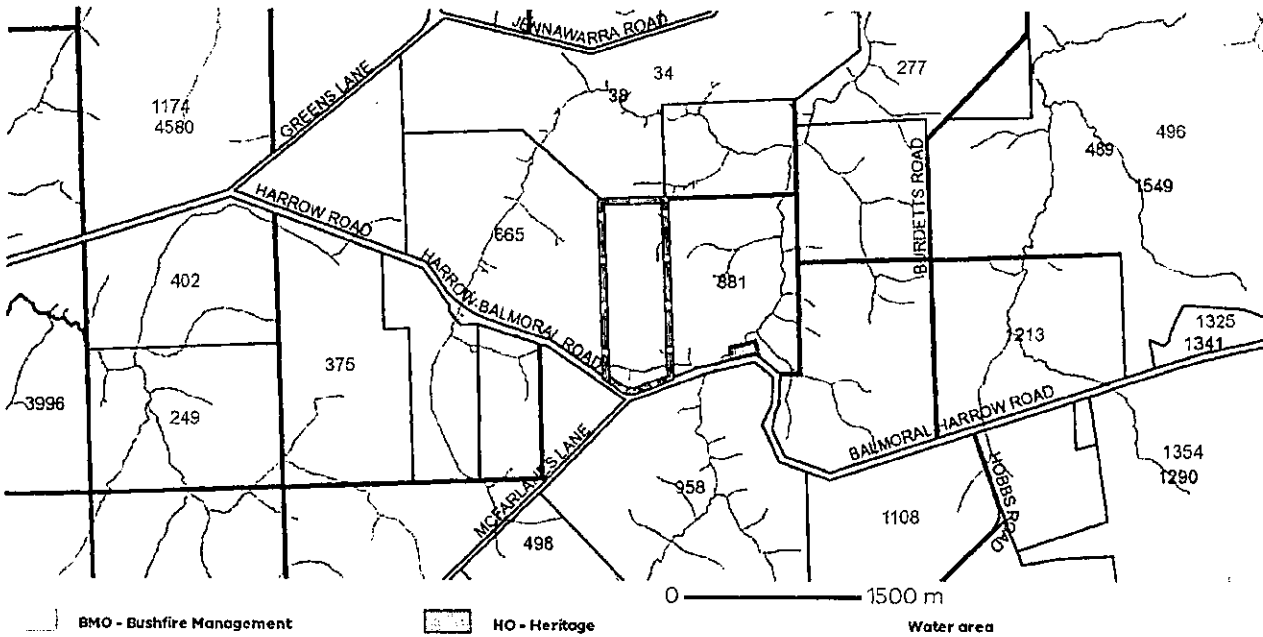 JENNAWARRA ROAD
34
38
277
1174
4580
GREENS LANE
496
489
1549
BURDETTS ROAD
HARROW ROAD
665
HARROW-BALMORAL ROAD
402
881
1325
1341
213
375
3996
249
BALMORAL-HARROW ROAD
MCFARLANES LANE
1354
1290
958
HOBBS ROAD
1108
498
0 1500 m
BMO - Bushfire Management
HO - Heritage
Water area